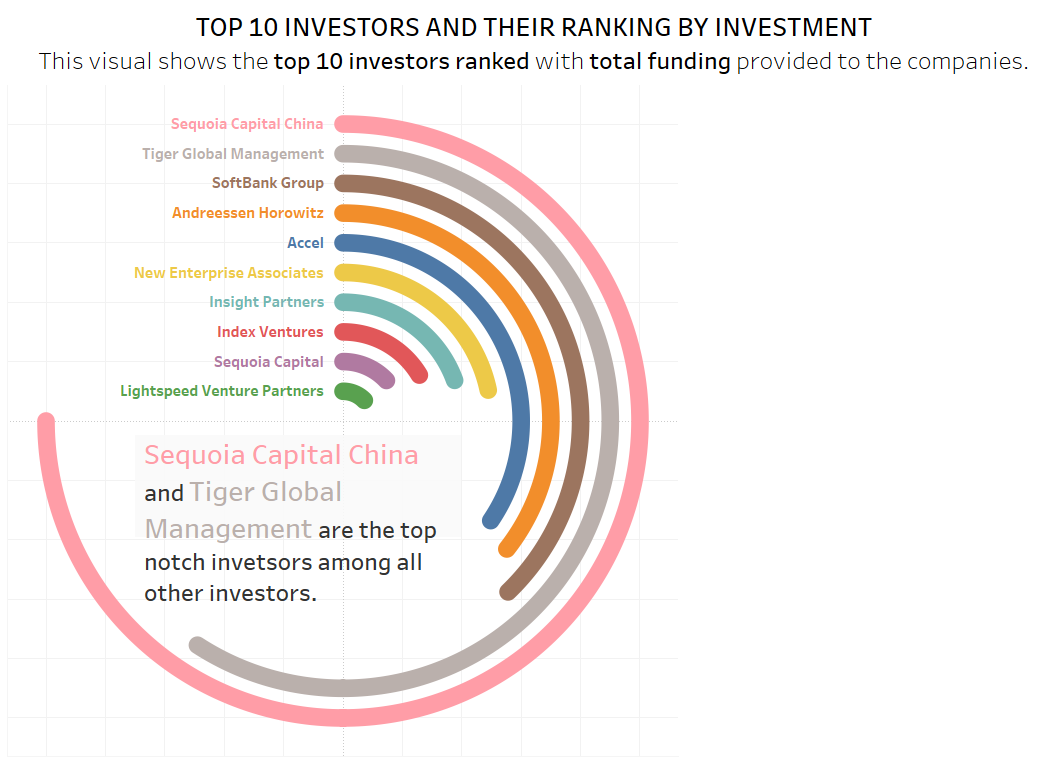 TOP 10 INVESTORS AND THEIR RANKING BY INVESTMENT
This visual shows the top 10 investors ranked with total funding provided to the companies.
Sequoia Capital China
Tiger Global Management
SoftBank Group
Andreessen Horowitz
Accel
New Enterprise Associates
Insight Partners
Index Ventures
Sequoia Capital
Lightspeed Venture Partners
Sequoia Capital China
and Tiger Global
Management are the top
notch invetsors among all
other investors.